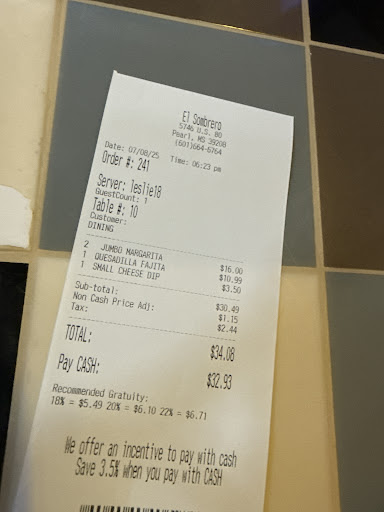 El Sombrero
5746 U.S. 80
Pearl, MS 39208
(601)664-6764
Date: 07/08/25 Time: 06:23 pm
Order #: 241
Server: leslie18
GuestCount: 1
Table #: 10
Customer:
DINING
2 JUMBO MARGARITA $16.00
1 QUESADILLA FAJITA $10.99
1 SMALL CHEESE DIP $3.50
Sub-total: $30.49
Non Cash Price Adj: $1.15
Tax: $2.44
TOTAL: $34.08
Pay CASH: $32.93
Recommended Gratuity:
18% = $5.49 20% = $6.10 22% = $6.71
We offer an incentive to pay with cash
Save 3.5% when you pay with CASH